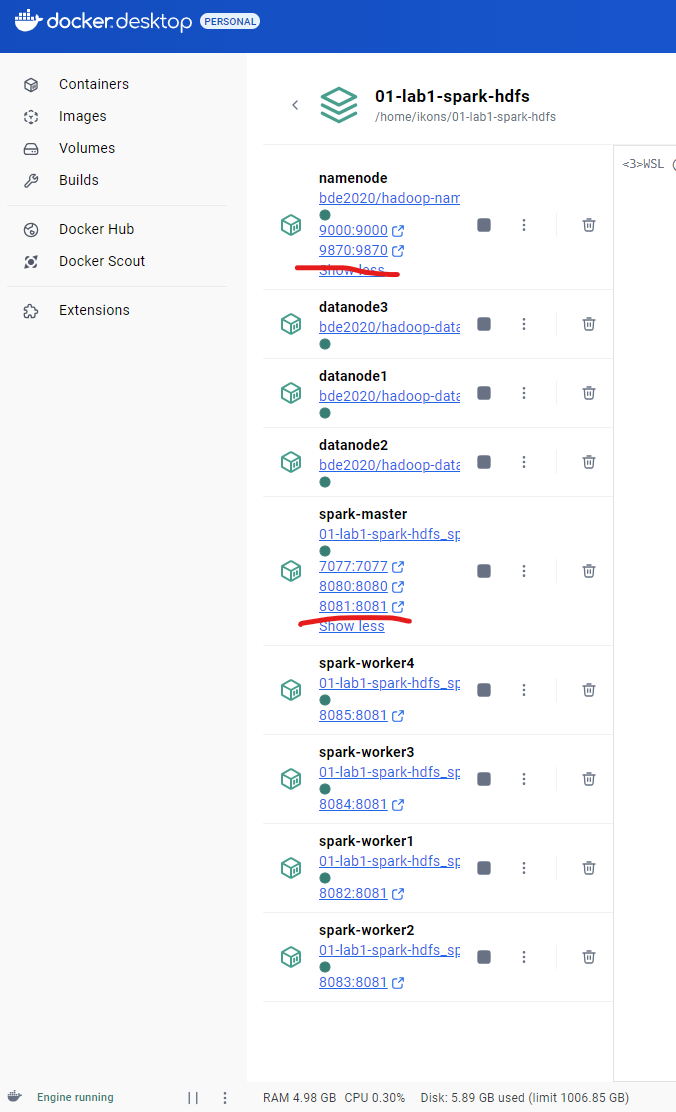 docker.desktop PERSONAL
Containers
Images
Volumes
Builds
Docker Hub
Docker Scout
Extensions
01-lab1-spark-hdfs
/home/ikons/01-lab1-spark-hdfs
<3>WSL (
namenode
bde2020/hadoop-nam
9000:9000
9870:9870
Show less
datanode3
bde2020/hadoop-data
datanode1
bde2020/hadoop-data
datanode2
bde2020/hadoop-data
spark-master
01-lab1-spark-hdfs_sp
7077:7077
8080:8080
8081:8081
Show less
spark-worker4
01-lab1-spark-hdfs_sp
8085:8081
spark-worker3
01-lab1-spark-hdfs_sp
8084:8081
spark-worker1
01-lab1-spark-hdfs_sp
8082:8081
spark-worker2
01-lab1-spark-hdfs_sp
8083:8081
Engine running
RAM 4.98 GB CPU 0.30% Disk: 5.89 GB used (limit 1006.85 GB)